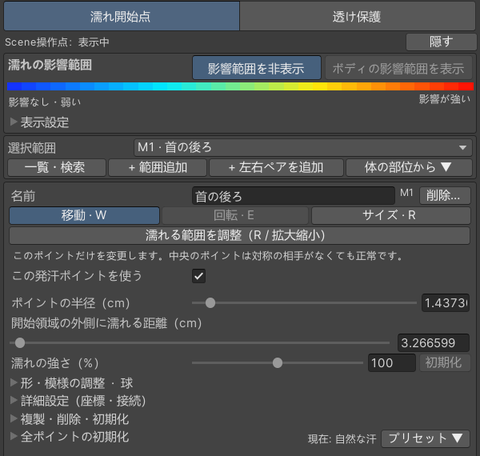 濡れ開始点 透け保護
Scene操作点：表示中 隠す
濡れの影響範囲 影響範囲を非表示 ボディの影響範囲を表示
影響なし・弱い 影響が強い
▶表示設定
選択範囲 M1・首の後ろ
一覧・検索 + 範囲追加 + 左右ペアを追加 体の部位から ▼
名前 首の後ろ M1 削除...
移動・W 回転・E サイズ・R
濡れる範囲を調整（R / 拡大縮小）
このポイントだけを変更します。中央のポイントは対称の相手がなくても正常です。
この発汗ポイントを使う
ポイントの半径（cm） 1.4373
開始領域の外側に濡れる距離（cm）
3.266599
濡れの強さ（%） 100 初期化
▶形・模様の調整 · 球
▶詳細設定（座標・接続）
▶複製・削除・初期化
▶全ポイントの初期化 現在: 自然な汗 プリセット ▼